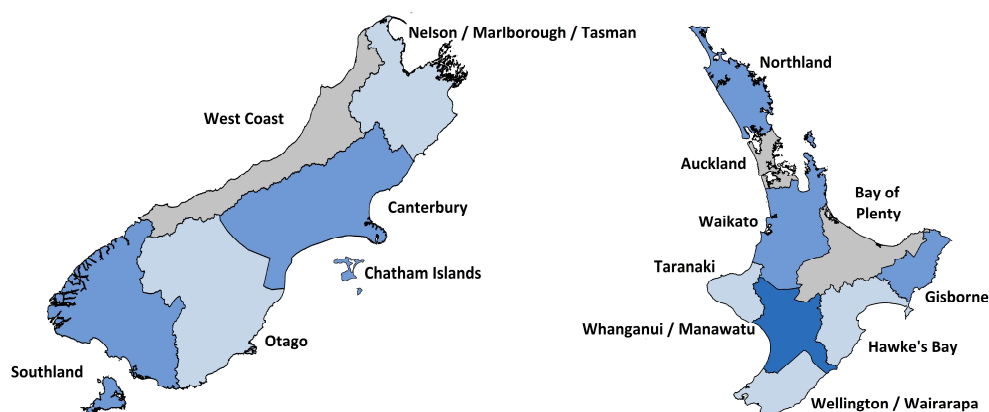 Nelson / Marlborough / Tasman
West Coast
Canterbury
Chatham Islands
Otago
Southland
Northland
Auckland
Bay of
Plenty
Waikato
Taranaki
Gisborne
Whanganui / Manawatu
Hawke's Bay
Wellington / Wairarapa